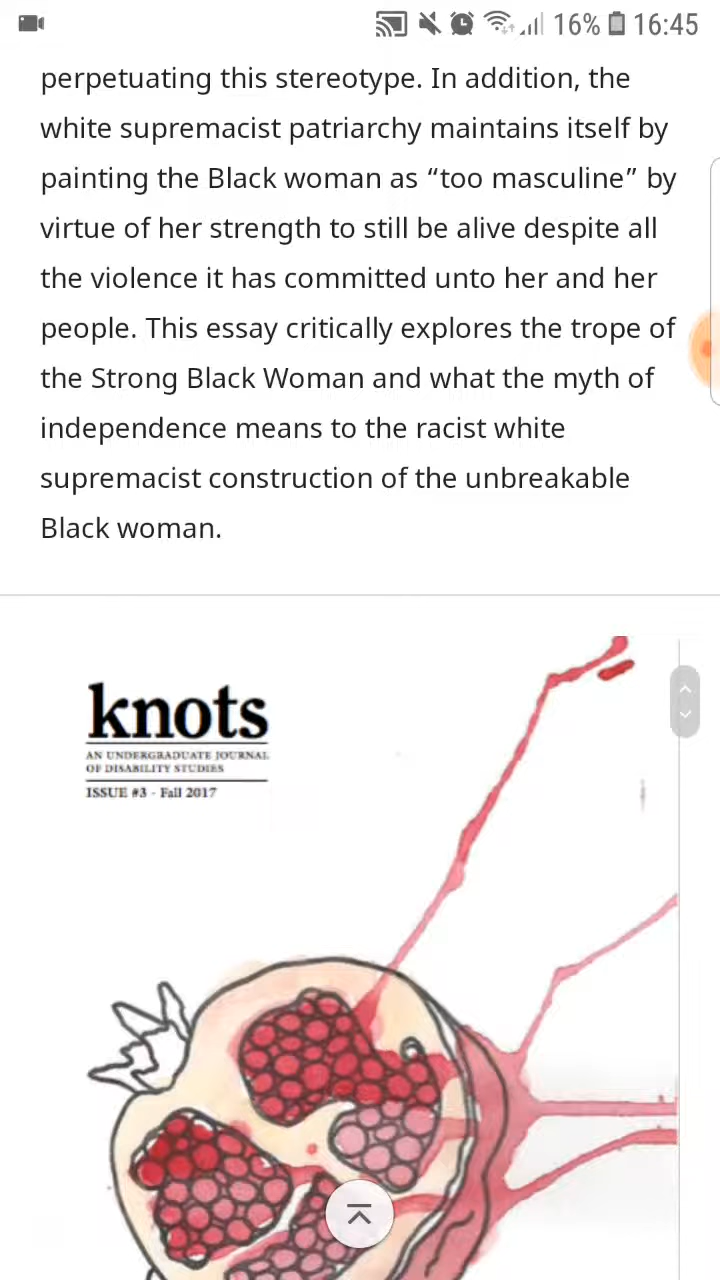 16% 16:45
perpetuating this stereotype. In addition, the
white supremacist patriarchy maintains itself by
painting the Black woman as “too masculine” by
virtue of her strength to still be alive despite all
the violence it has committed unto her and her
people. This essay critically explores the trope of
the Strong Black Woman and what the myth of
independence means to the racist white
supremacist construction of the unbreakable
Black woman.
knots
AN UNDERGRADUATE JOURNAL
OF DISABILITY STUDIES
ISSUE #3 - Fall 2017